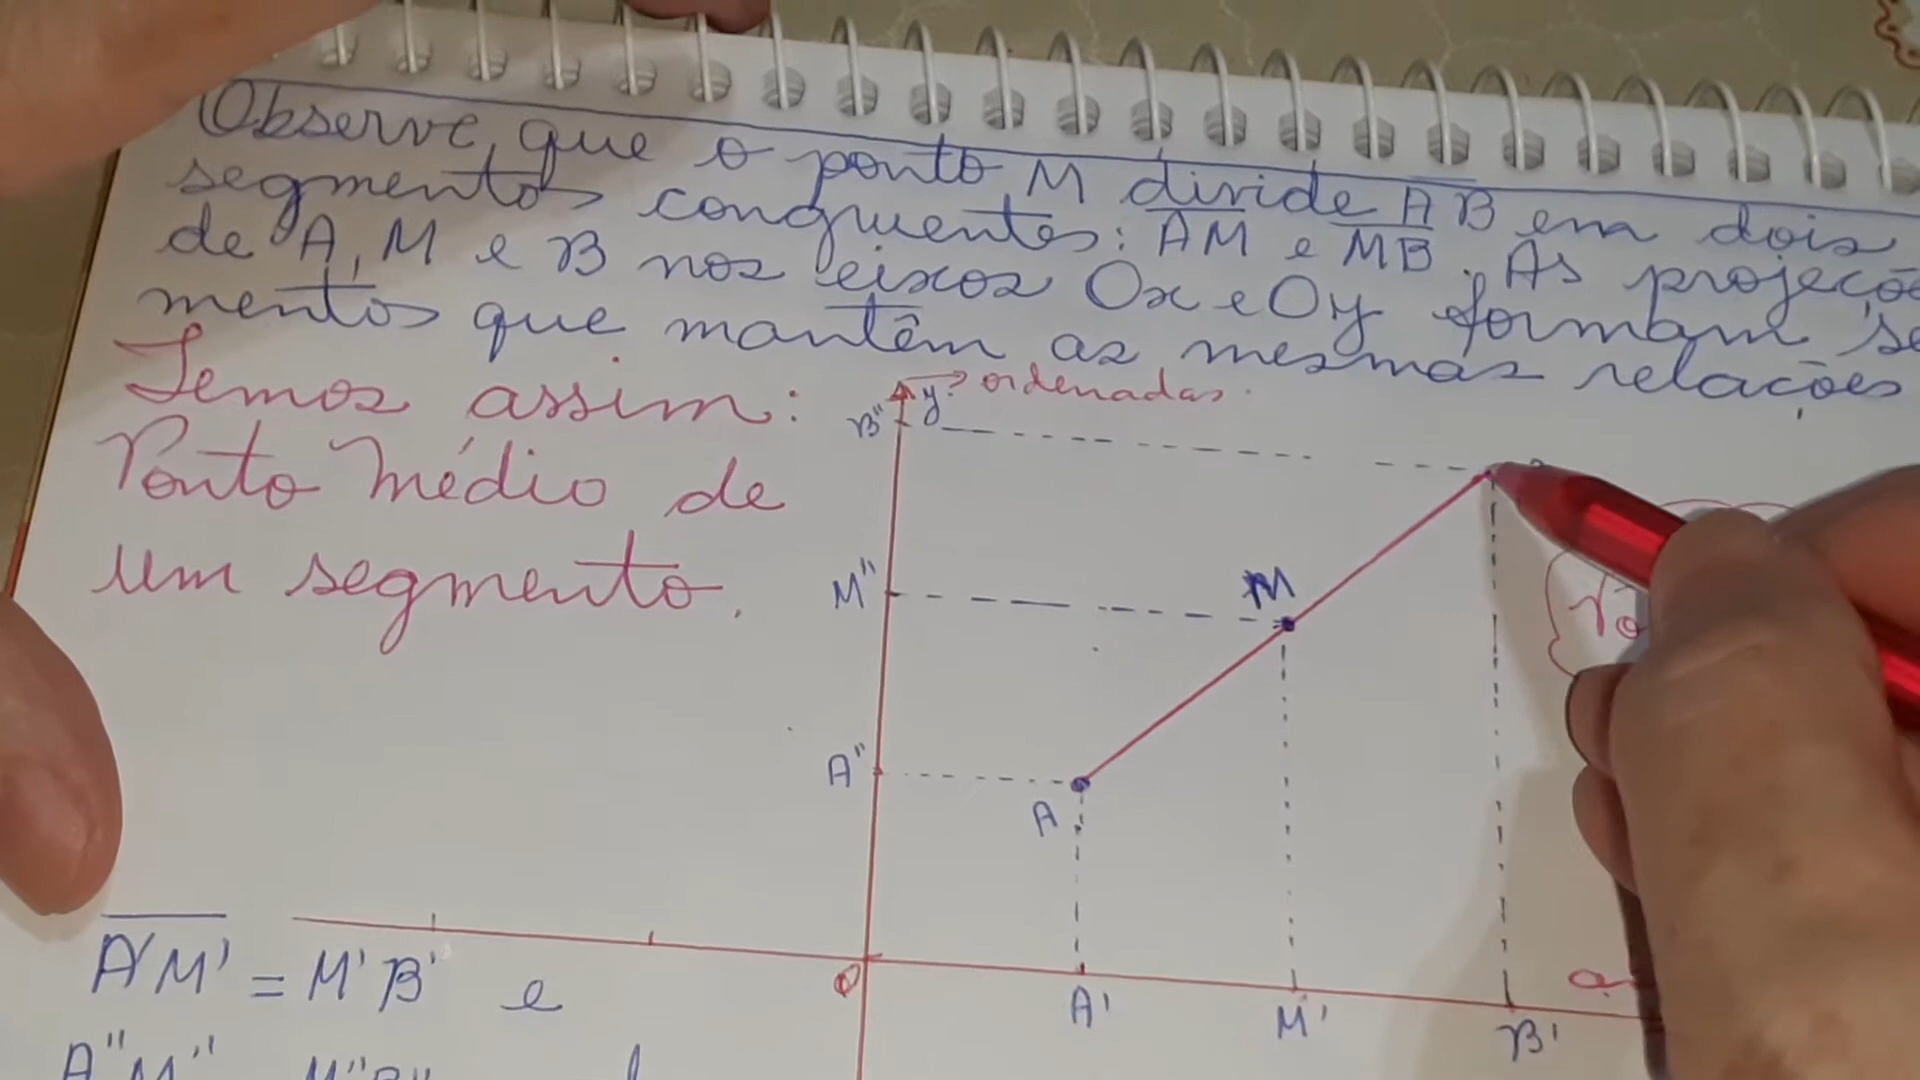 Observe que o ponto M divide AB em dois
segmentos congruentes: AM e MB. As
de A, M e B nos eixos Ox e Oy formam
mentos que mantêm as mesmas relações
Temos assim:
Ponto médio de
um segmento.
y → ordenadas
B"
M"
M
A"
A
O
A'
M'
B'
A'M' = M'B' e
A"M" M"B"